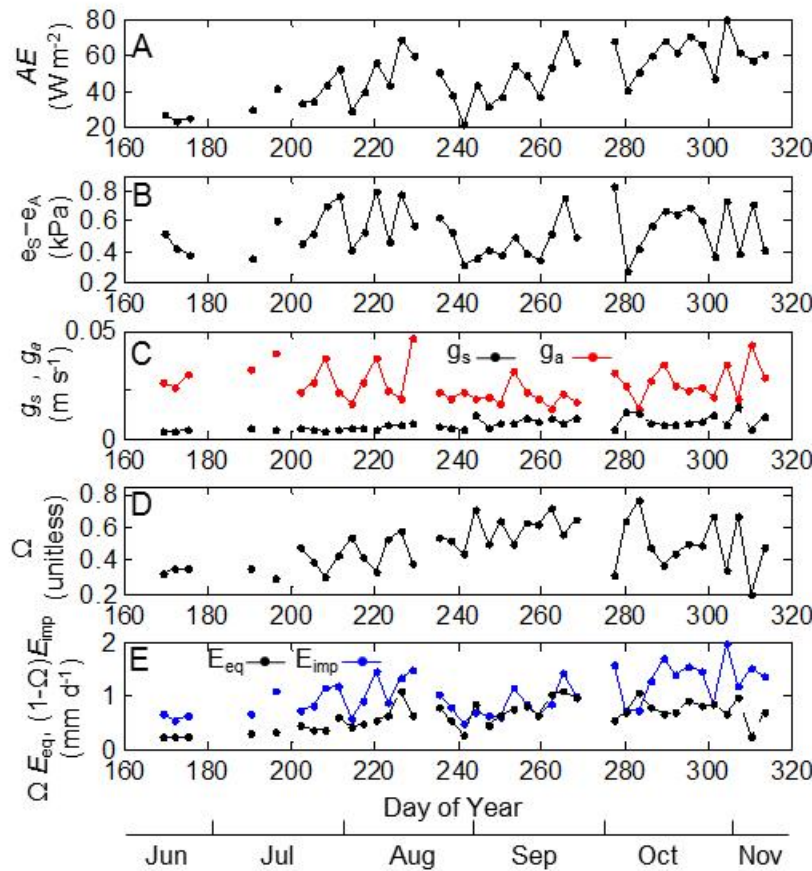 A
AE
(W m-2)
80
60
40
20
160 180 200 220 240 260 280 300 320
B
eS−eA
(kPa)
0.8
0.6
0.4
0.2
160 180 200 220 240 260 280 300 320
C
gs , ga
(m s-1)
0.05
0
gs ga
160 180 200 220 240 260 280 300 320
D
Ω
(unitless)
0.8
0.6
0.4
0.2
160 180 200 220 240 260 280 300 320
E
Ω Eeq, (1-Ω)Eimp
(mm d-1)
2
1
0
Eeq Eimp
160 180 200 220 240 260 280 300 320
Day of Year
Jun Jul Aug Sep Oct Nov